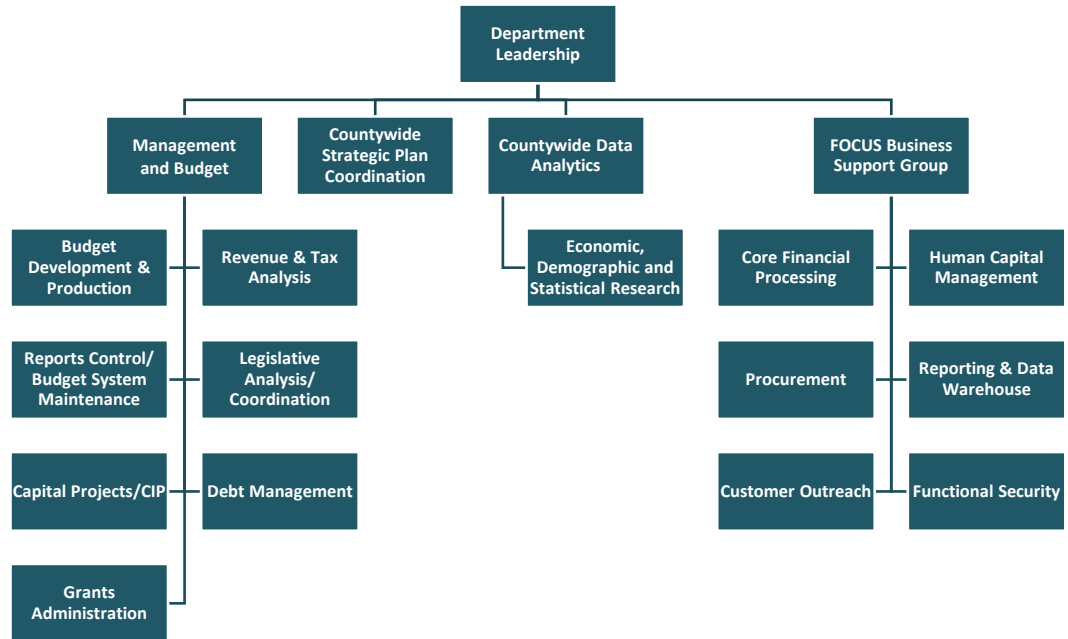 Department
Leadership
Management
and Budget
Countywide
Strategic Plan
Coordination
Countywide Data
Analytics
FOCUS Business
Support Group
Budget
Development &
Production
Revenue & Tax
Analysis
Economic,
Demographic and
Statistical Research
Core Financial
Processing
Human Capital
Management
Reports Control/
Budget System
Maintenance
Legislative
Analysis/
Coordination
Procurement
Reporting & Data
Warehouse
Capital Projects/CIP
Debt Management
Customer Outreach
Functional Security
Grants
Administration